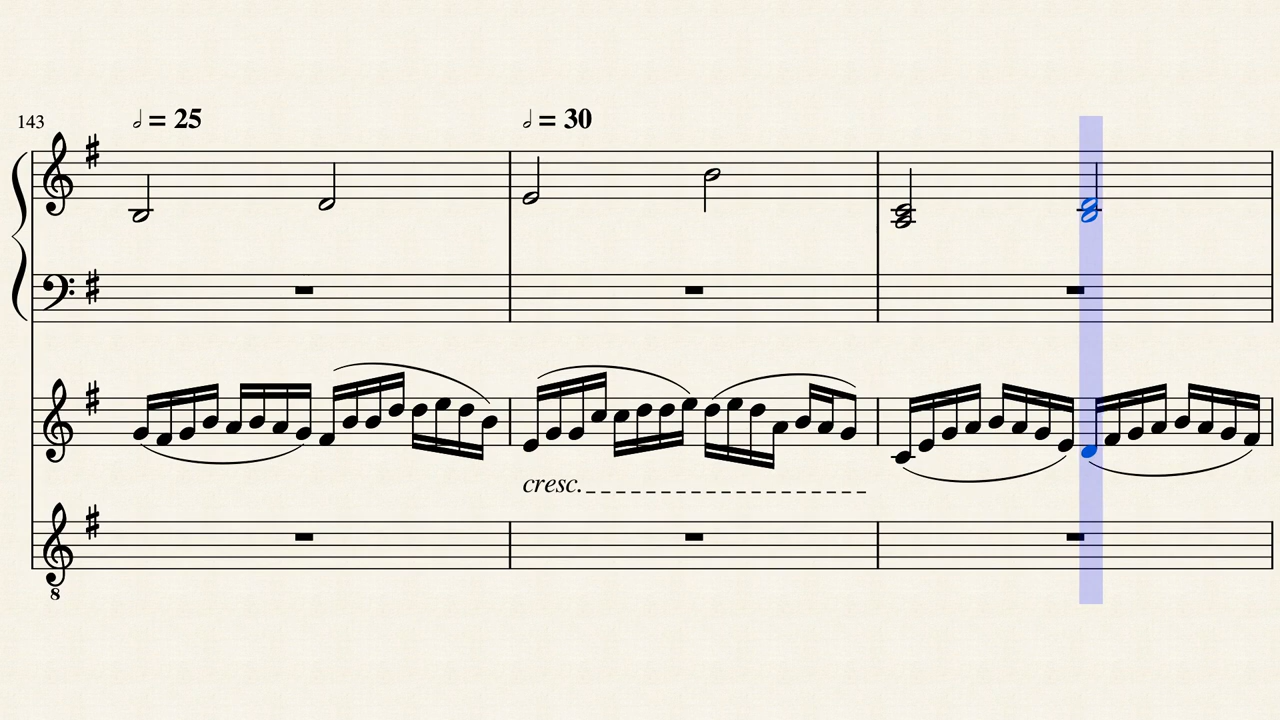 143
𝅗𝅥 = 25
𝅗𝅥 = 30
cresc.
8